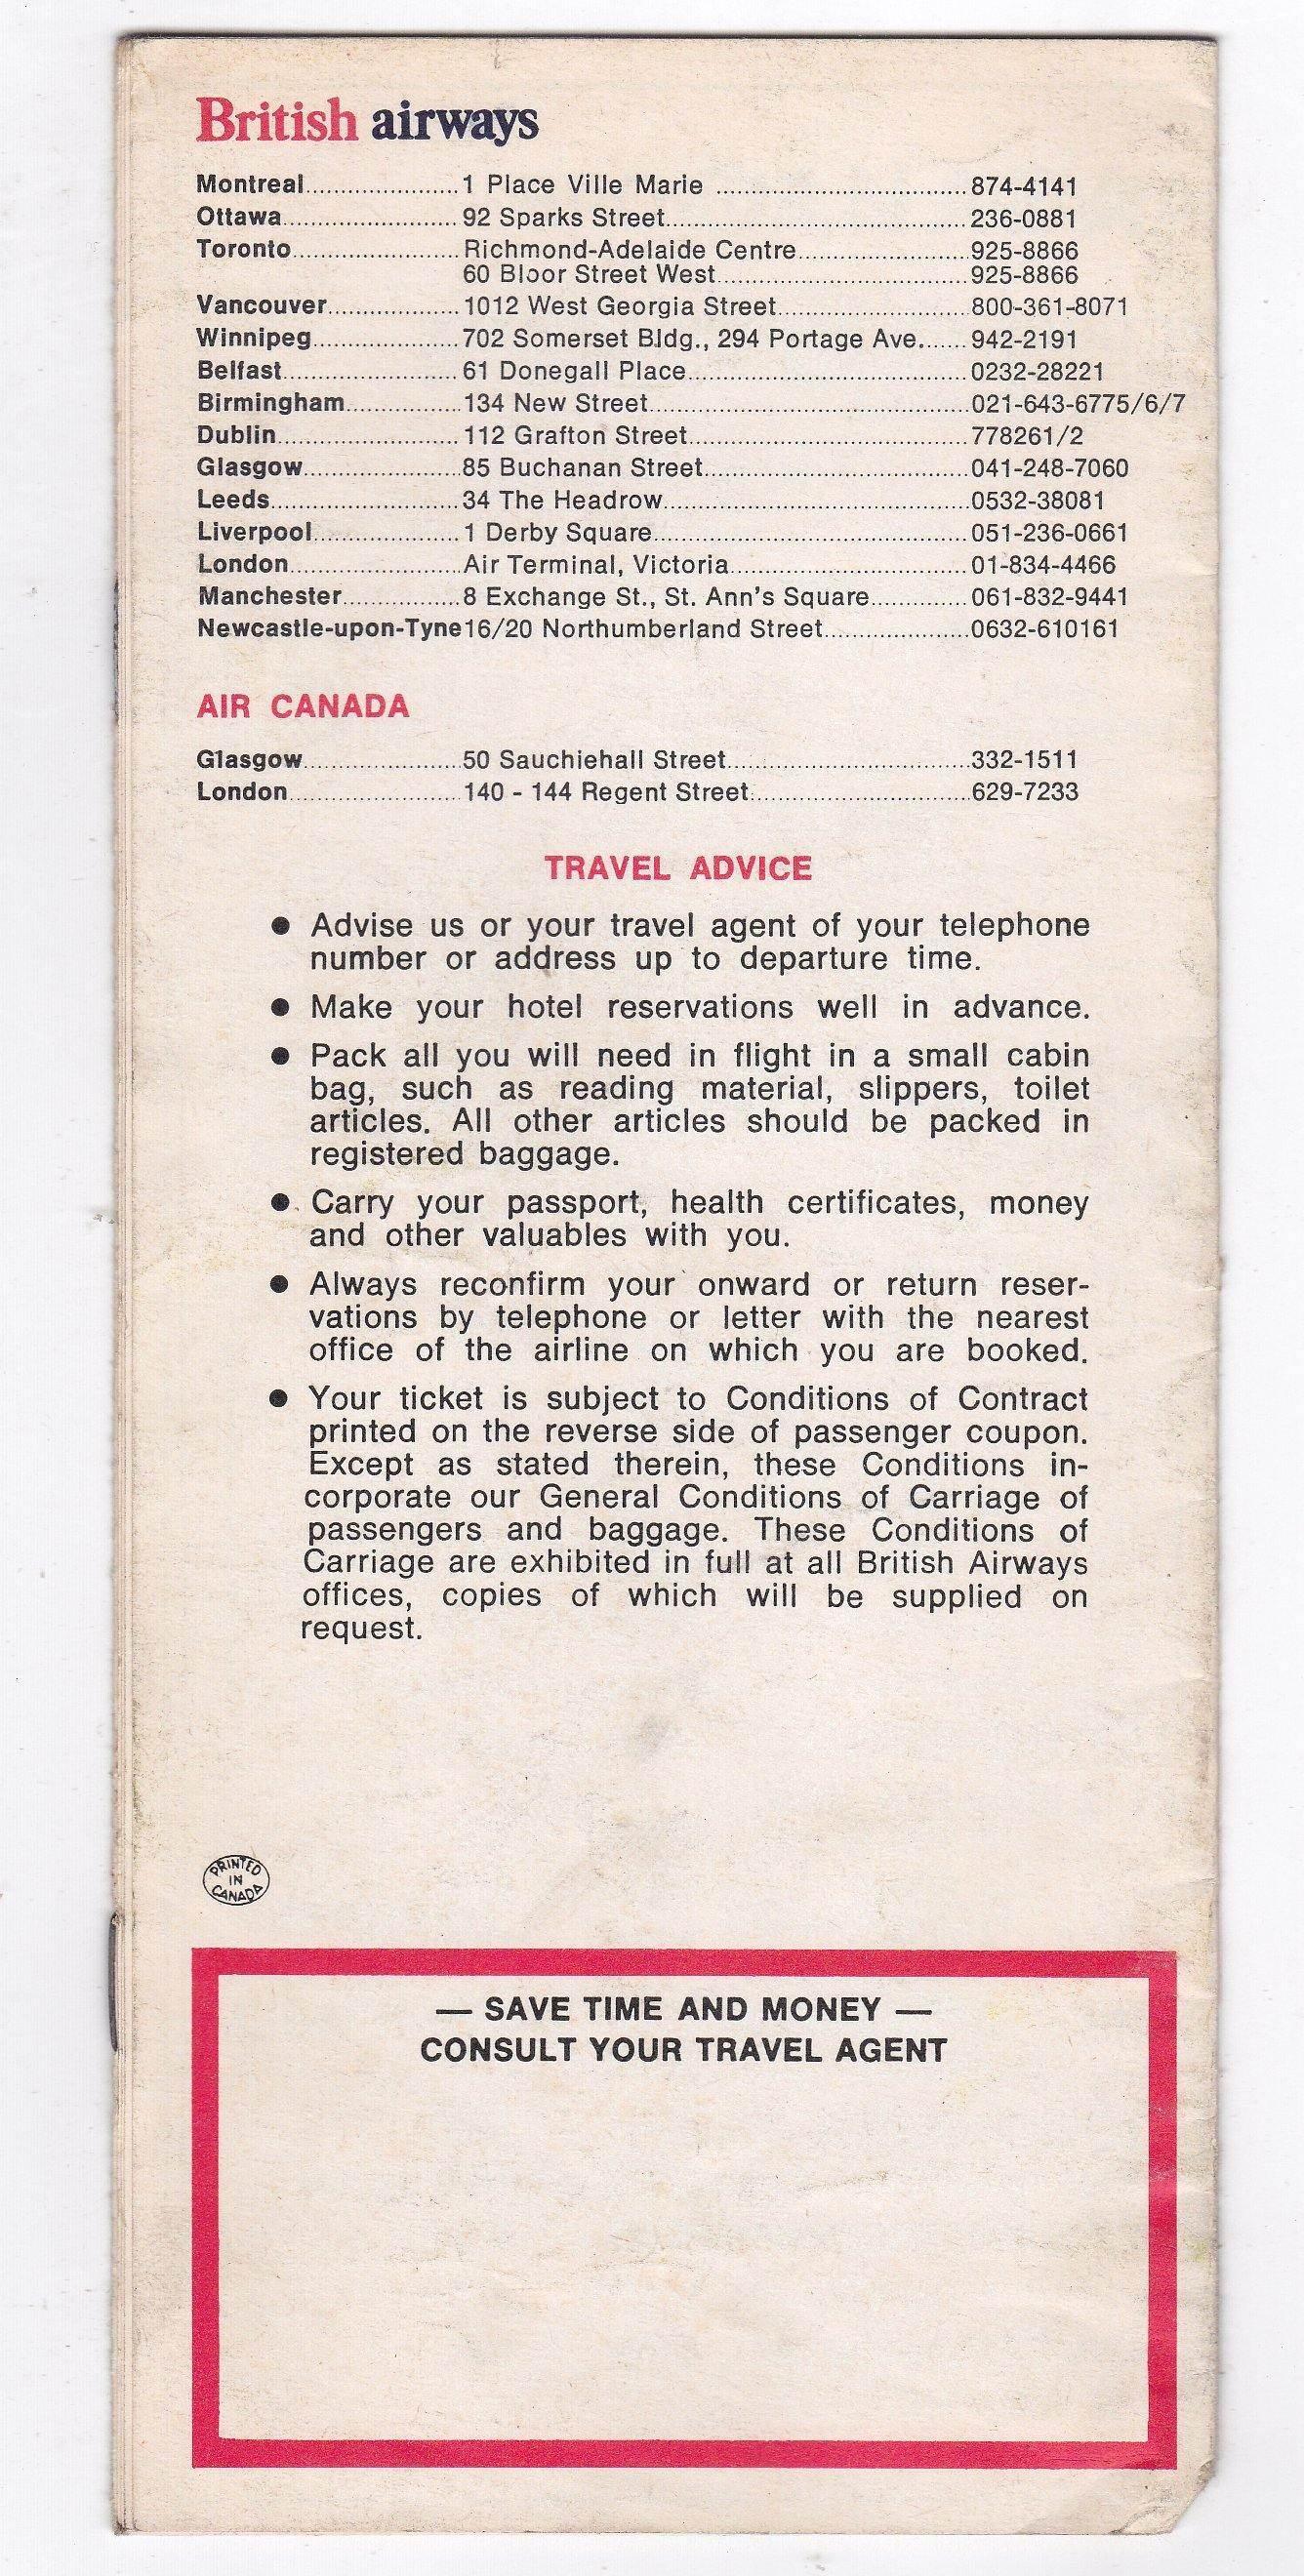 British airways
Montreal......................1 Place Ville Marie ....................................874-4141
Ottawa.........................92 Sparks Street...........................................236-0881
Toronto........................Richmond-Adelaide Centre.........................925-8866
60 Bloor Street West....................................925-8866
Vancouver...................1012 West Georgia Street...........................800-361-8071
Winnipeg.....................702 Somerset Bldg., 294 Portage Ave.......942-2191
Belfast.........................61 Donegall Place........................................0232-28221
Birmingham................134 New Street..............................................021-643-6775/6/7
Dublin..........................112 Grafton Street........................................778261/2
Glasgow.......................85 Buchanan Street......................................041-248-7060
Leeds...........................34 The Headrow............................................0532-38081
Liverpool.....................1 Derby Square.............................................051-236-0661
London.........................Air Terminal, Victoria..................................01-834-4466
Manchester.................8 Exchange St., St. Ann's Square..............061-832-9441
Newcastle-upon-Tyne16/20 Northumberland Street.....................0632-610161
AIR CANADA
Glasgow.......................50 Sauchiehall Street...................................332-1511
London.........................140 - 144 Regent Street................................629-7233
TRAVEL ADVICE
● Advise us or your travel agent of your telephone
number or address up to departure time.
● Make your hotel reservations well in advance.
● Pack all you will need in flight in a small cabin
bag, such as reading material, slippers, toilet
articles. All other articles should be packed in
registered baggage.
● Carry your passport, health certificates, money
and other valuables with you.
● Always reconfirm your onward or return reser-
vations by telephone or letter with the nearest
office of the airline on which you are booked.
● Your ticket is subject to Conditions of Contract
printed on the reverse side of passenger coupon.
Except as stated therein, these Conditions in-
corporate our General Conditions of Carriage of
passengers and baggage. These Conditions of
Carriage are exhibited in full at all British Airways
offices, copies of which will be supplied on
request.
PRINTED
IN
CANADA
— SAVE TIME AND MONEY —
CONSULT YOUR TRAVEL AGENT